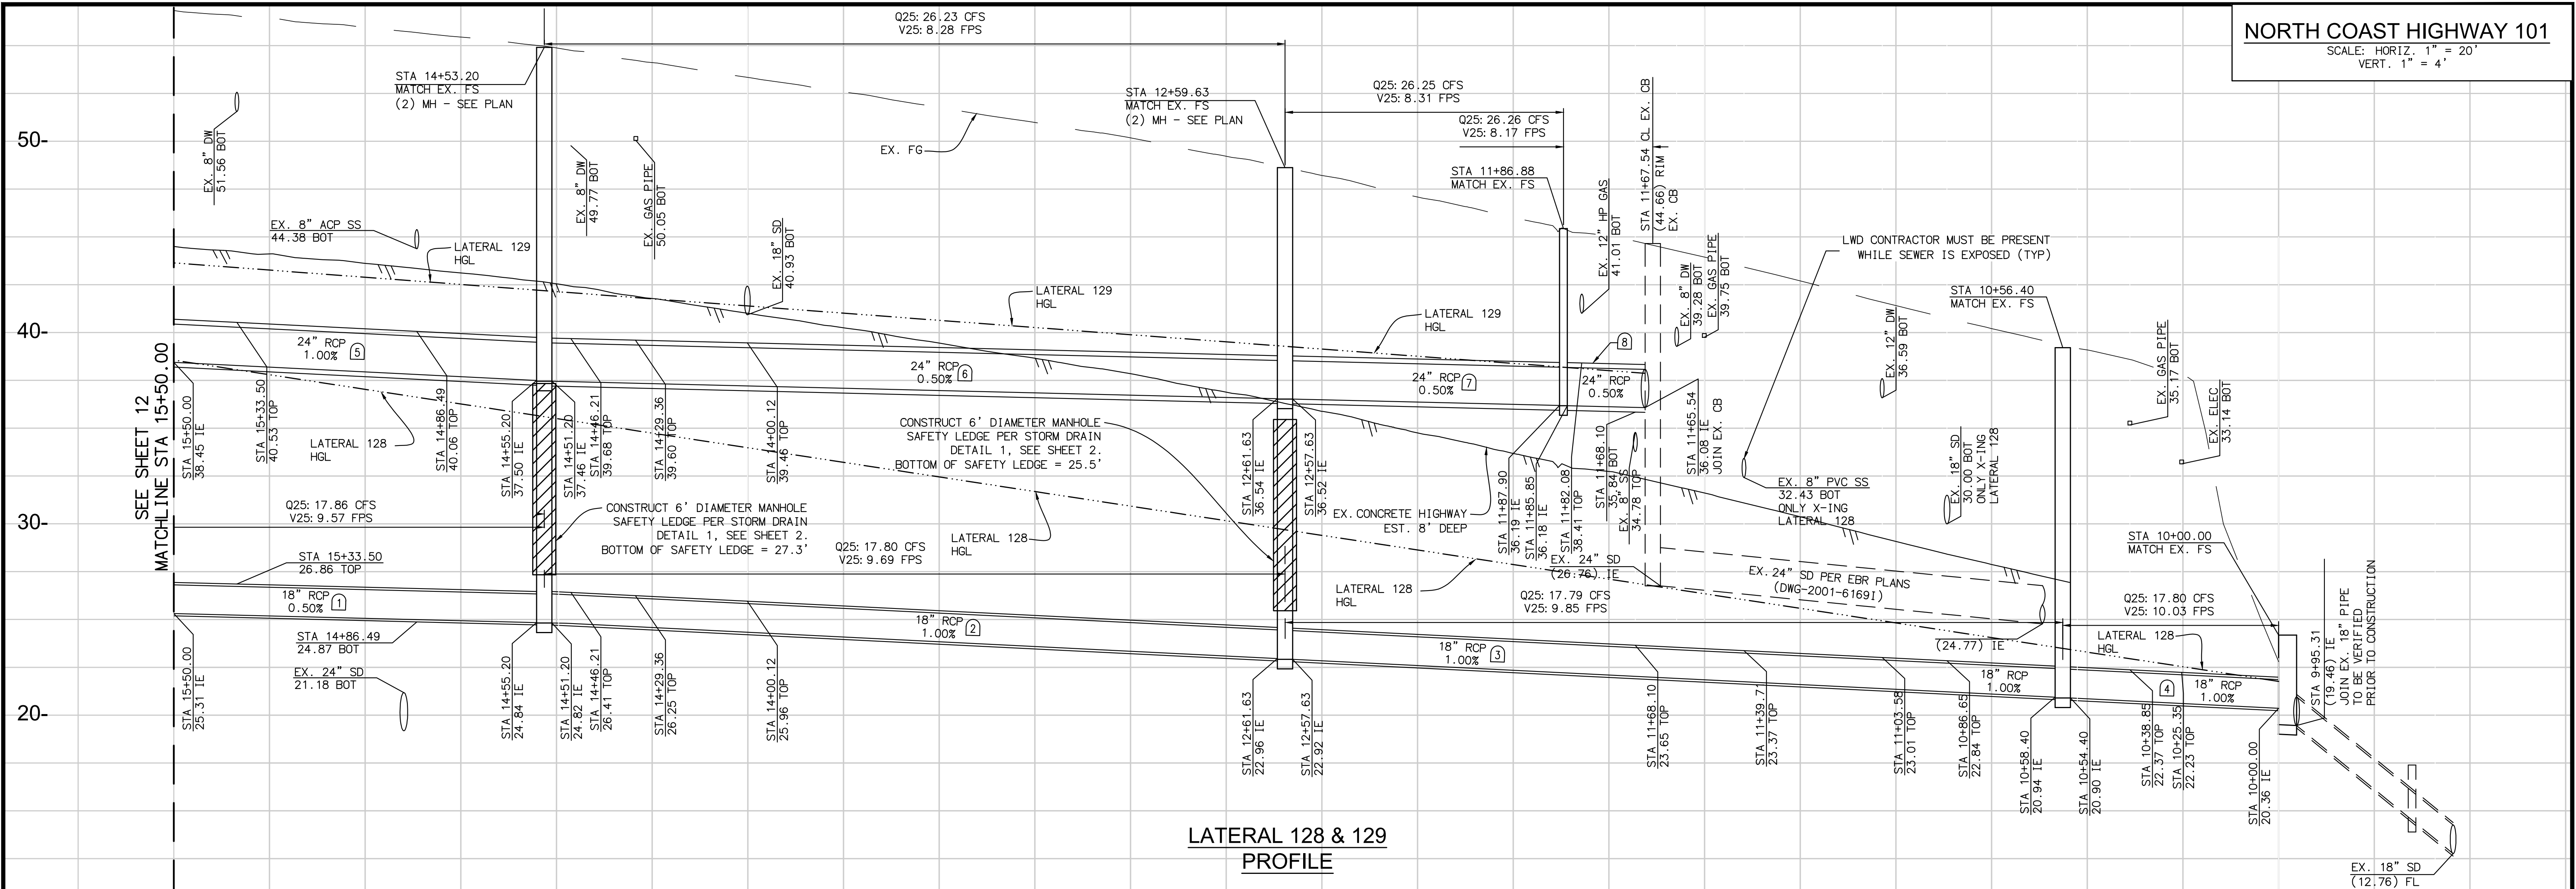 NORTH COAST HIGHWAY 101
SCALE: HORIZ. 1" = 20'
VERT. 1" = 4'
50-
40-
30-
20-
SEE SHEET 12
MATCHLINE STA 15+50.00
Q25: 26.23 CFS
V25: 8.28 FPS
STA 14+53.20
MATCH EX. FS
(2) MH - SEE PLAN
EX. 8" DW
51.56 BOT
EX. 8" ACP SS
44.38 BOT
LATERAL 129
HGL
EX. 8" DW
49.77 BOT
EX. GAS PIPE
50.05 BOT
EX. 18" SD
40.93 BOT
EX. FG
STA 12+59.63
MATCH EX. FS
(2) MH - SEE PLAN
Q25: 26.25 CFS
V25: 8.31 FPS
Q25: 26.26 CFS
V25: 8.17 FPS
STA 11+86.88
MATCH EX. FS
EX. 12" HP GAS
41.01 BOT
STA 11+67.54 CL EX. CB
(44.66) RIM
EX. CB
EX. 8" DW
39.28 BOT
EX. GAS PIPE
39.75 BOT
LWD CONTRACTOR MUST BE PRESENT
WHILE SEWER IS EXPOSED (TYP)
STA 10+56.40
MATCH EX. FS
EX. 12" DW
36.59 BOT
EX. GAS PIPE
35.17 BOT
EX. ELEC
33.14 BOT
LATERAL 129
HGL
LATERAL 129
HGL
24" RCP
1.00% 5
24" RCP
0.50% 6
24" RCP
0.50% 7
8
24" RCP
0.50%
STA 15+50.00
38.45 IE
STA 15+33.50
40.53 TOP
LATERAL 128
HGL
STA 14+86.49
40.06 TOP
STA 14+55.20
37.50 IE
STA 14+51.20
37.46 IE
STA 14+46.21
39.68 TOP
STA 14+29.36
39.60 TOP
STA 14+00.12
39.46 TOP
CONSTRUCT 6' DIAMETER MANHOLE
SAFETY LEDGE PER STORM DRAIN
DETAIL 1, SEE SHEET 2.
BOTTOM OF SAFETY LEDGE = 25.5'
STA 12+61.63
36.54 IE
STA 12+57.63
36.52 IE
EX. CONCRETE HIGHWAY
EST. 8' DEEP
STA 11+87.90
36.19 IE
STA 11+85.85
36.18 IE
STA 11+82.08
38.41 TOP
STA 11+68.10
35.84 BOT
EX. 8" SS
34.78 TOP
STA 11+65.54
36.08 IE
JOIN EX. CB
EX. 8" PVC SS
32.43 BOT
ONLY X-ING
LATERAL 128
EX. 18" SD
30.00 BOT
ONLY X-ING
LATERAL 128
Q25: 17.86 CFS
V25: 9.57 FPS
CONSTRUCT 6' DIAMETER MANHOLE
SAFETY LEDGE PER STORM DRAIN
DETAIL 1, SEE SHEET 2.
BOTTOM OF SAFETY LEDGE = 27.3'
Q25: 17.80 CFS
V25: 9.69 FPS
LATERAL 128
HGL
LATERAL 128
HGL
EX. 24" SD
(26.76) IE
Q25: 17.79 CFS
V25: 9.85 FPS
EX. 24" SD PER EBR PLANS
(DWG-2001-6169I)
(24.77) IE
STA 10+00.00
MATCH EX. FS
Q25: 17.80 CFS
V25: 10.03 FPS
LATERAL 128
HGL
STA 9+95.31
(19.46) IE
JOIN EX. 18" PIPE
TO BE VERIFIED
PRIOR TO CONSTRUCTION
STA 15+33.50
26.86 TOP
18" RCP
0.50% 1
STA 14+86.49
24.87 BOT
EX. 24" SD
21.18 BOT
STA 15+50.00
25.31 IE
STA 14+55.20
24.84 IE
STA 14+51.20
24.82 IE
STA 14+46.21
26.41 TOP
STA 14+29.36
26.25 TOP
STA 14+00.12
25.96 TOP
18" RCP
1.00% 2
STA 12+61.63
22.96 IE
STA 12+57.63
22.92 IE
18" RCP
1.00% 3
STA 11+68.10
23.65 TOP
STA 11+39.71
23.37 TOP
STA 11+03.58
23.01 TOP
STA 10+86.65
22.84 TOP
18" RCP
1.00%
STA 10+58.40
20.94 IE
STA 10+54.40
20.90 IE
STA 10+38.85
22.37 TOP
STA 10+25.35
22.23 TOP
4
18" RCP
1.00%
STA 10+00.00
20.36 IE
EX. 18" SD
(12.76) FL
LATERAL 128 & 129
PROFILE